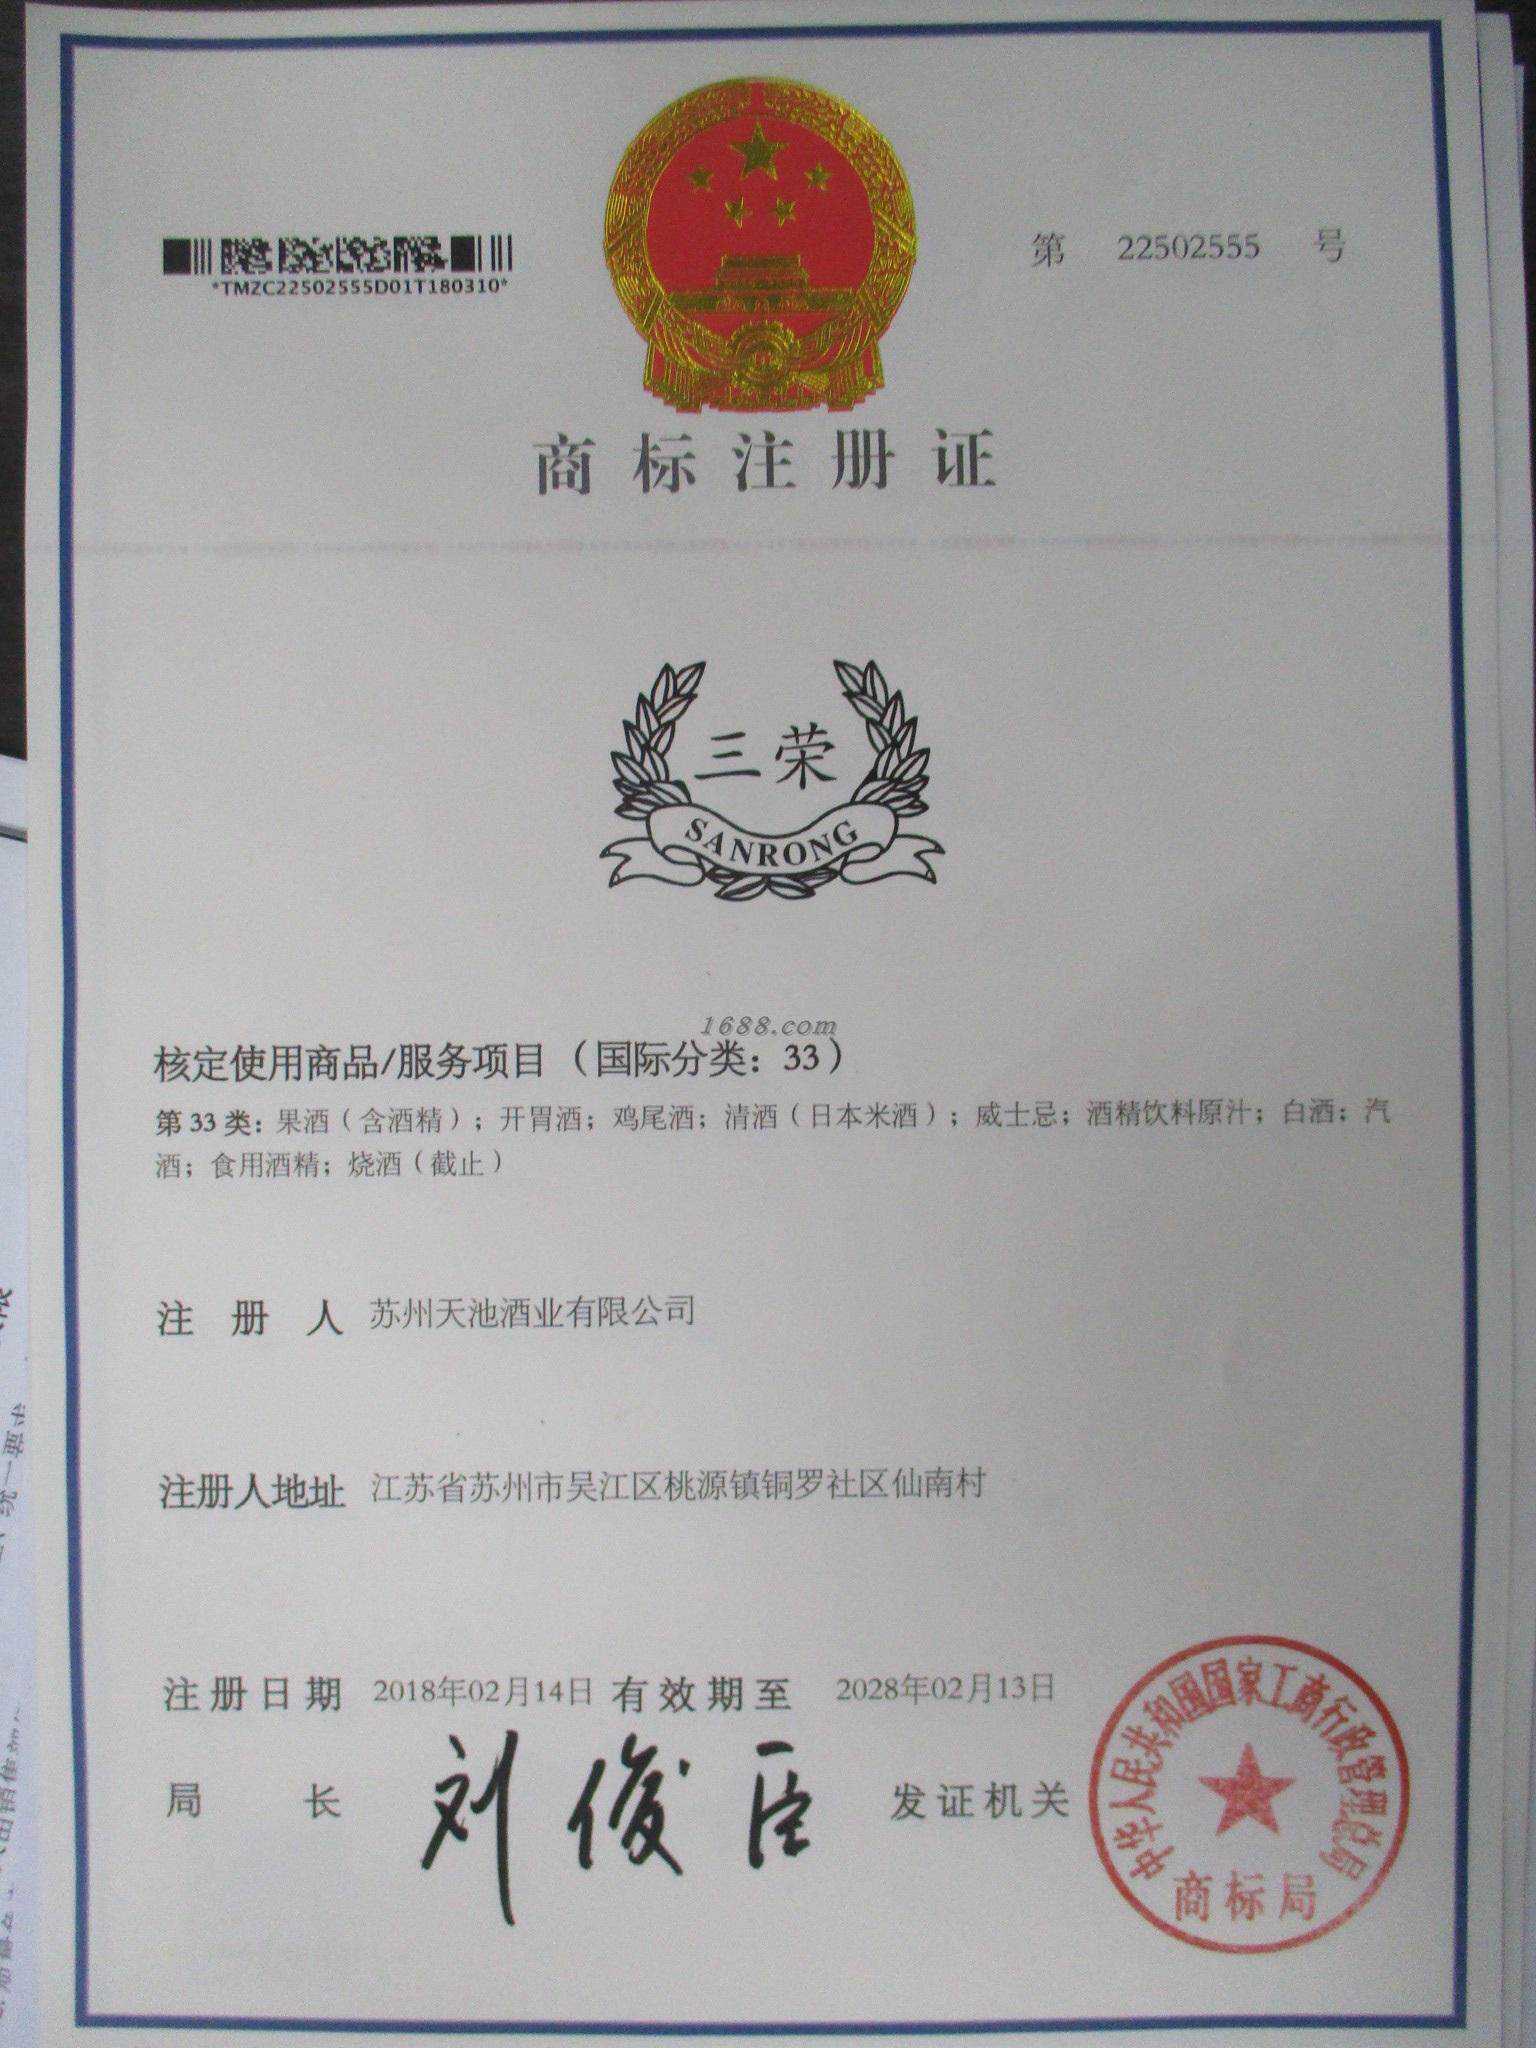 *TMZC22502555D01T180310*
第 22502555 号
商标注册证
三荣
SANRONG
1688.com
核定使用商品/服务项目（国际分类：33）
第 33 类：果酒（含酒精）；开胃酒；鸡尾酒；清酒（日本米酒）；威士忌；酒精饮料原汁；白酒；汽
酒；食用酒精；烧酒（截止）
注册人 苏州天池酒业有限公司
注册人地址 江苏省苏州市吴江区桃源镇铜罗社区仙南村
注册日期 2018年02月14日 有效期至 2028年02月13日
局长 刘俊臣 发证机关
中华人民共和国国家工商行政管理总局
商标局
统一要求